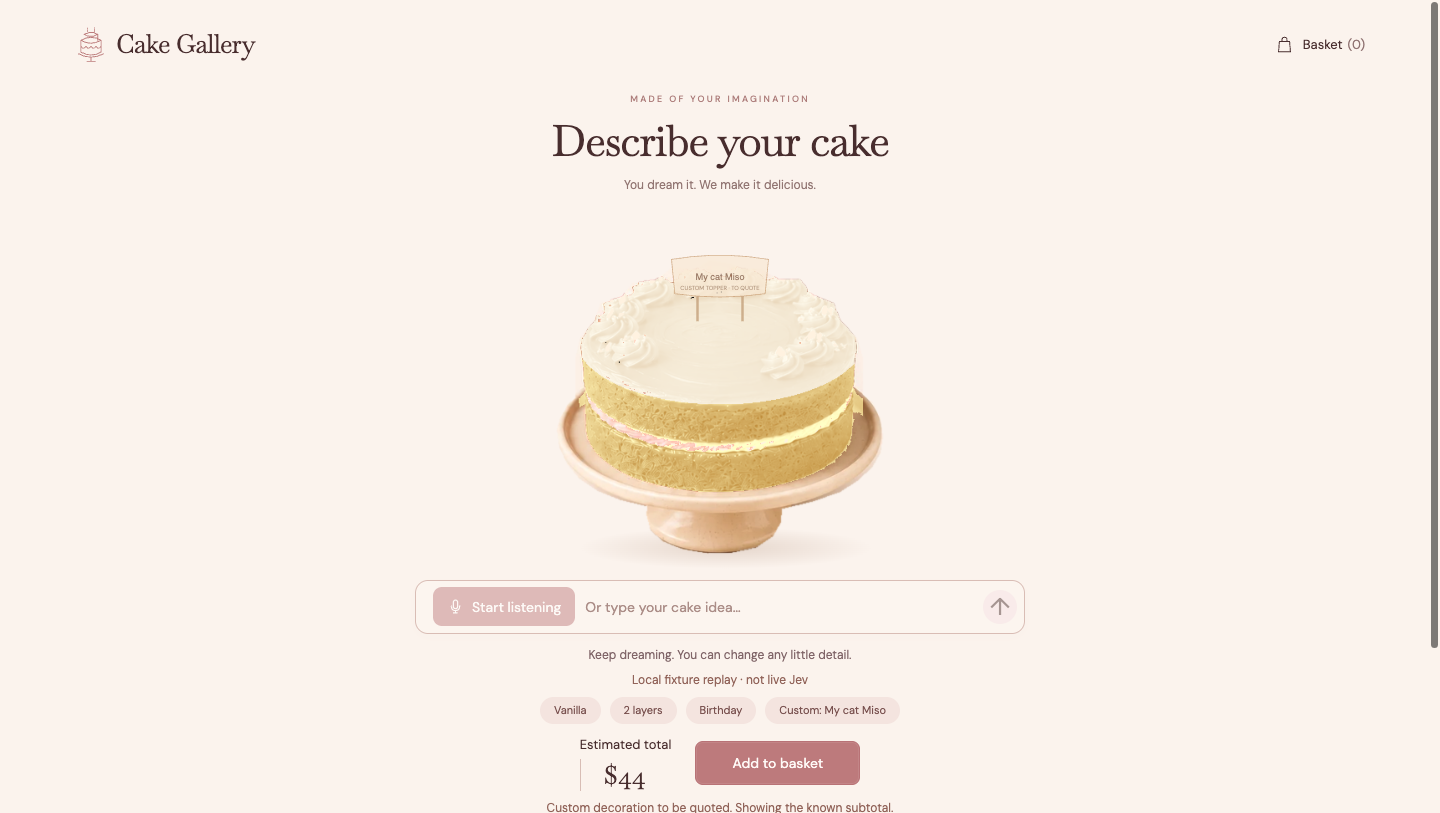 Cake Gallery
Basket (0)
MADE OF YOUR IMAGINATION
Describe your cake
You dream it. We make it delicious.
My cat Miso
CUSTOM TOPPER · TO QUOTE
Start listening
Or type your cake idea...
Keep dreaming. You can change any little detail.
Local fixture replay · not live Jev
Vanilla
2 layers
Birthday
Custom: My cat Miso
Estimated total
$44
Add to basket
Custom decoration to be quoted. Showing the known subtotal.